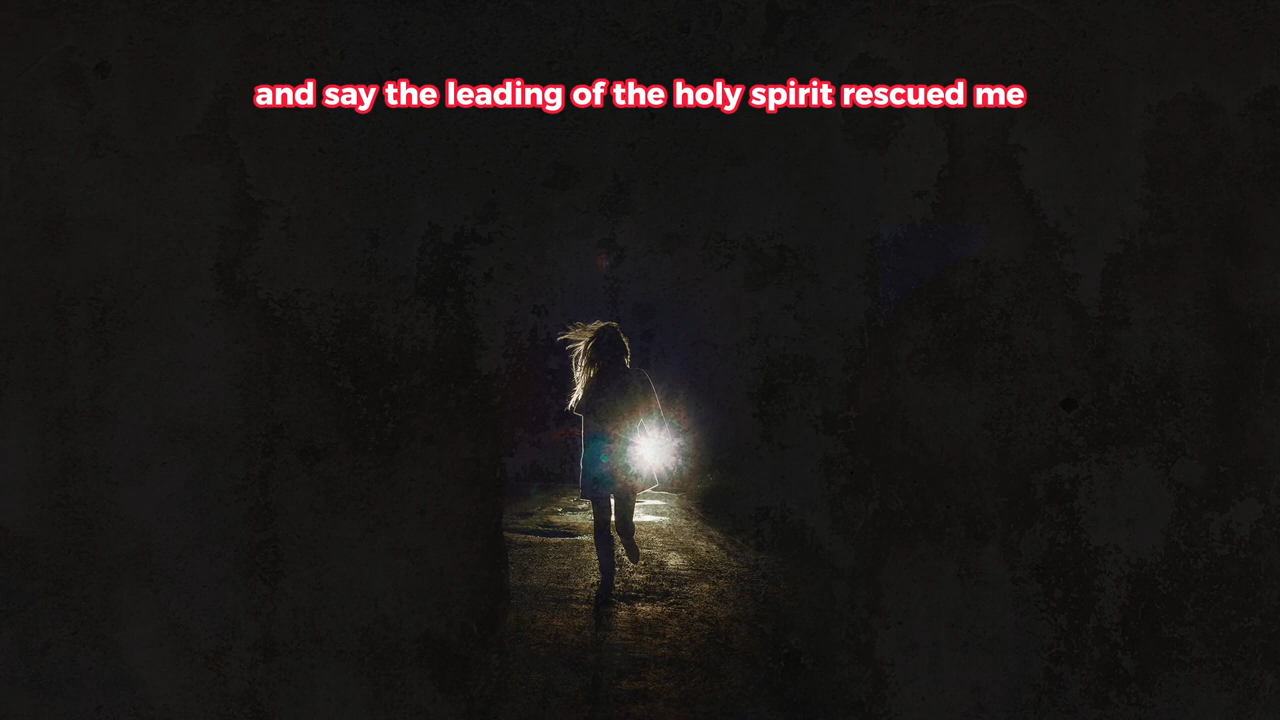 and say the leading of the holy spirit rescued me